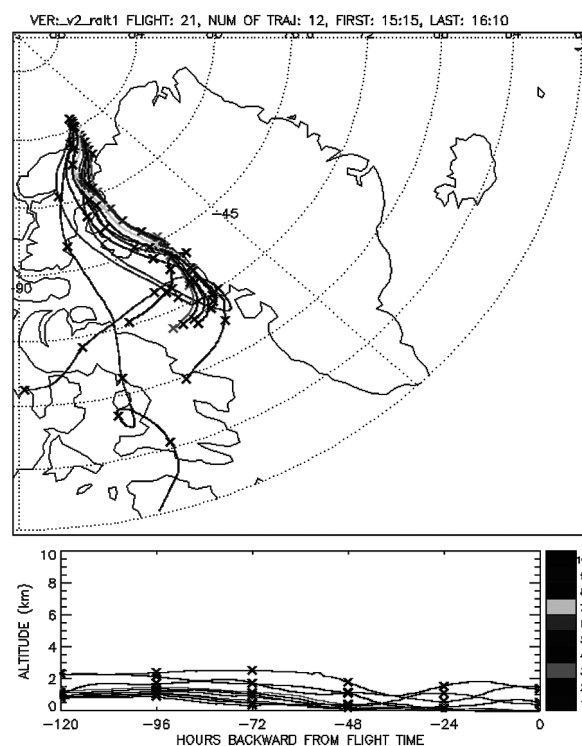 VER:_v2_ralt1 FLIGHT: 21, NUM OF TRAJ: 12, FIRST: 15:15, LAST: 16:10
-45
-90
ALTITUDE (km)
10
8
6
4
2
0
-120 -96 -72 -48 -24 0
HOURS BACKWARD FROM FLIGHT TIME